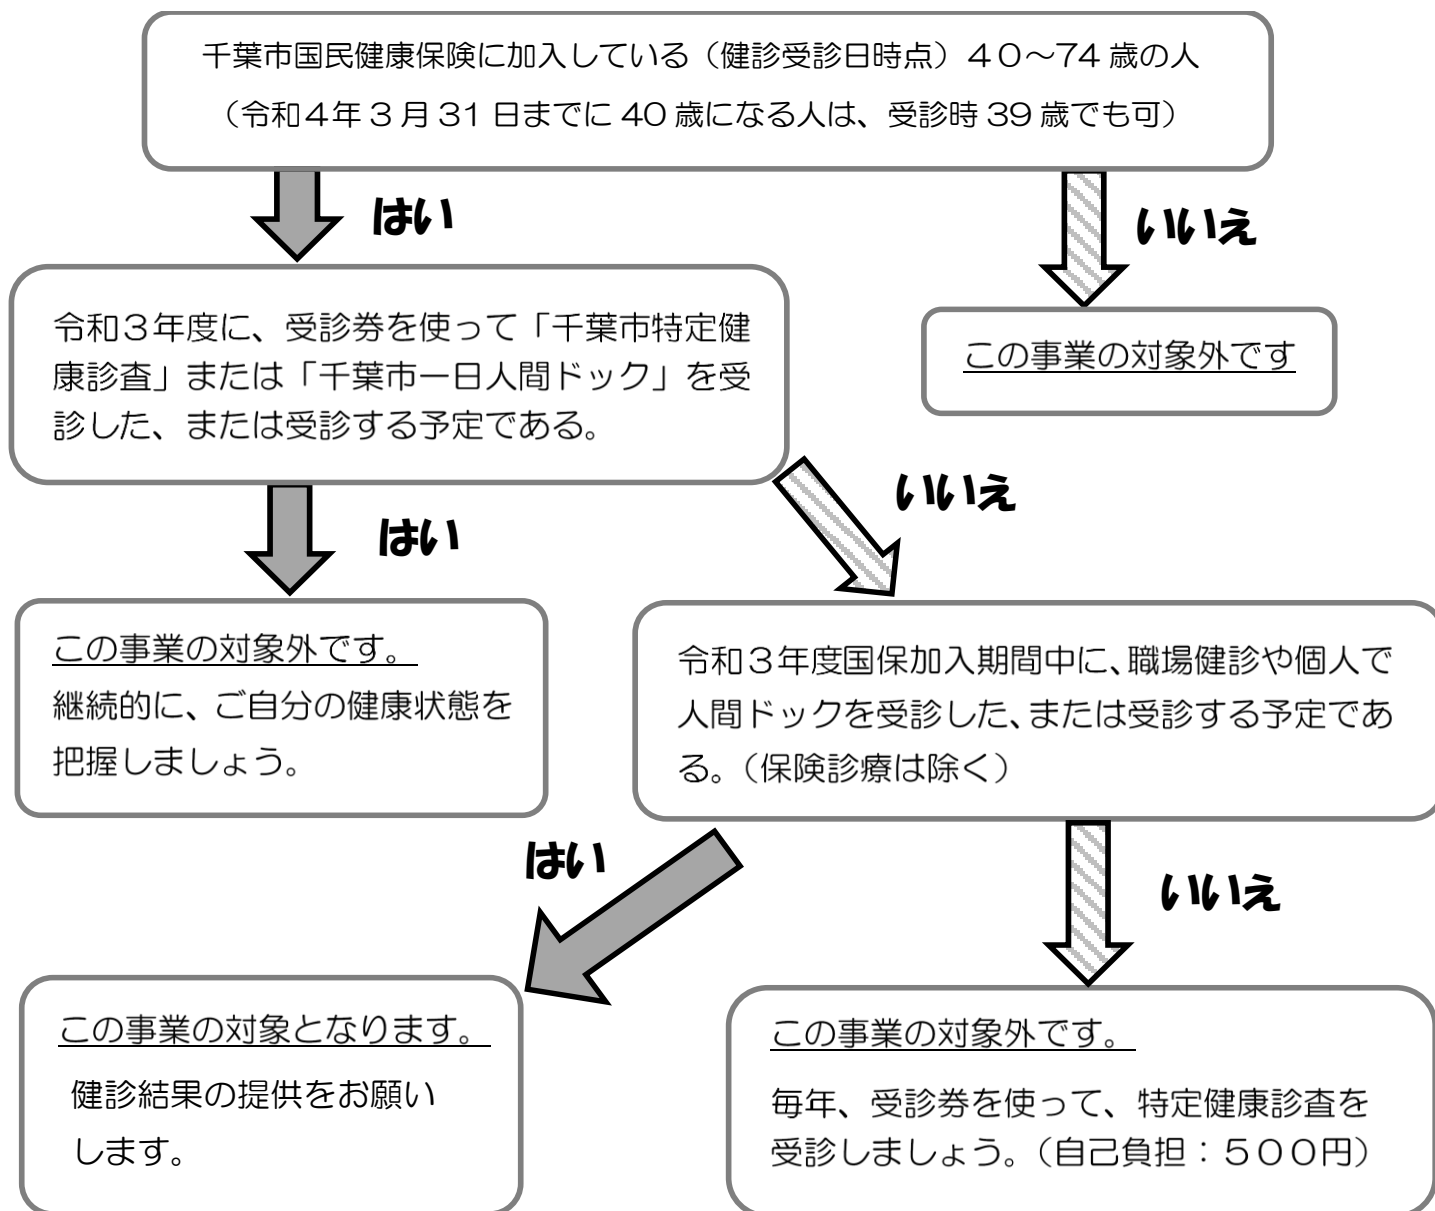 千葉市国民健康保険に加入している（健診受診日時点）４０～74 歳の人
（令和４年 3 月 31 日までに 40 歳になる人は、受診時 39 歳でも可）
はい
いいえ
令和３年度に、受診券を使って「千葉市特定健
康診査」または「千葉市一日人間ドック」を受
診した、または受診する予定である。
この事業の対象外です
はい
いいえ
この事業の対象外です。
継続的に、ご自分の健康状態を
把握しましょう。
令和３年度国保加入期間中に、職場健診や個人で
人間ドックを受診した、または受診する予定であ
る。（保険診療は除く）
はい
いいえ
この事業の対象となります。
健診結果の提供をお願い
します。
この事業の対象外です。
毎年、受診券を使って、特定健康診査を
受診しましょう。（自己負担：５００円）